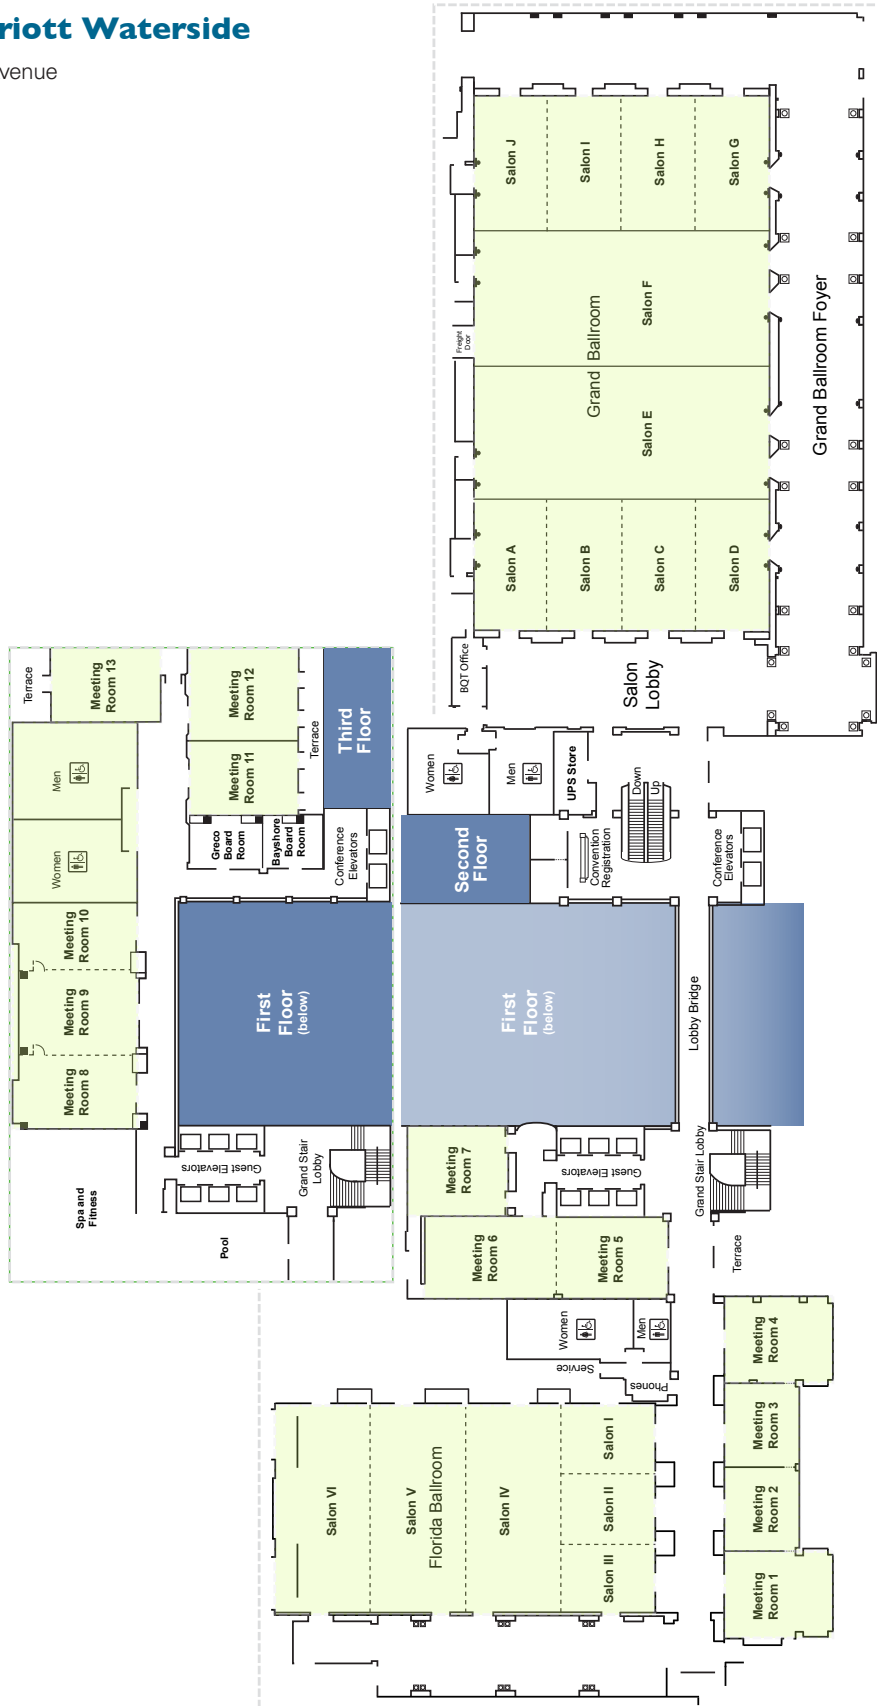 riott Waterside
venue
Salon J
Salon I
Salon H
Salon G
Salon F
Grand Ballroom
Salon E
Freight
Door
Grand Ballroom Foyer
Salon A
Salon B
Salon C
Salon D
BQT Office
Salon
Lobby
Terrace
Meeting
Room 13
Meeting
Room 12
Meeting
Room 11
Terrace
Third
Floor
Men
Women
Greco
Board
Room
Bayshore
Board
Room
Conference
Elevators
Meeting
Room 10
Meeting
Room 9
Meeting
Room 8
First
Floor
(below)
Guest Elevators
Grand Stair
Lobby
Spa and
Fitness
Pool
Women
Men
UPS Store
Down
Up
Second
Floor
Convention
Registration
Conference
Elevators
First
Floor
(below)
Lobby Bridge
Meeting
Room 7
Guest Elevators
Grand Stair Lobby
Meeting
Room 6
Meeting
Room 5
Terrace
Women
Men
Service
Phones
Meeting
Room 4
Meeting
Room 3
Meeting
Room 2
Meeting
Room 1
Salon VI
Salon V
Florida Ballroom
Salon IV
Salon I
Salon II
Salon III